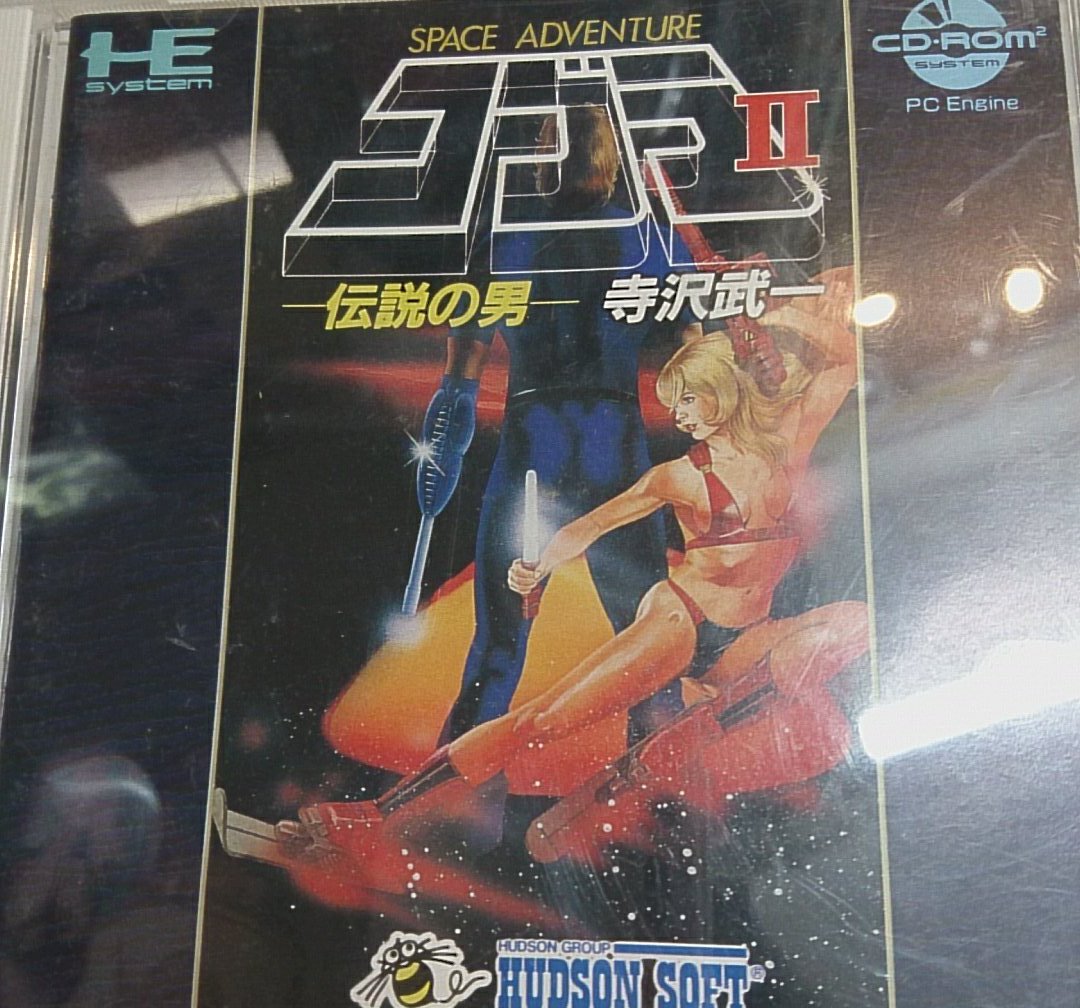 HE system
SPACE ADVENTURE
CD-ROM²
SYSTEM
PC Engine
コブラ II
—伝説の男— 寺沢武一
HUDSON GROUP
HUDSON SOFT®